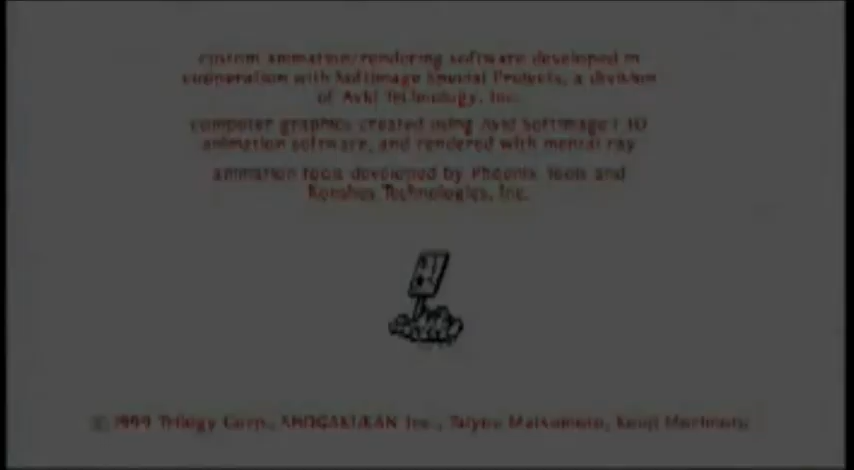 custom animation/rendering software developed in
cooperation with Softimage Special Projects, a division
of Avid Technology, Inc.
computer graphics created using Avid Softimage | 3D
animation software, and rendered with mental ray
animation tools developed by Phoenix Tools and
Technologies, Inc.
© 1999 Trilogy Corp., SHOGAKUKAN Inc., Taiyou Matsumoto, Kouji Morimoto